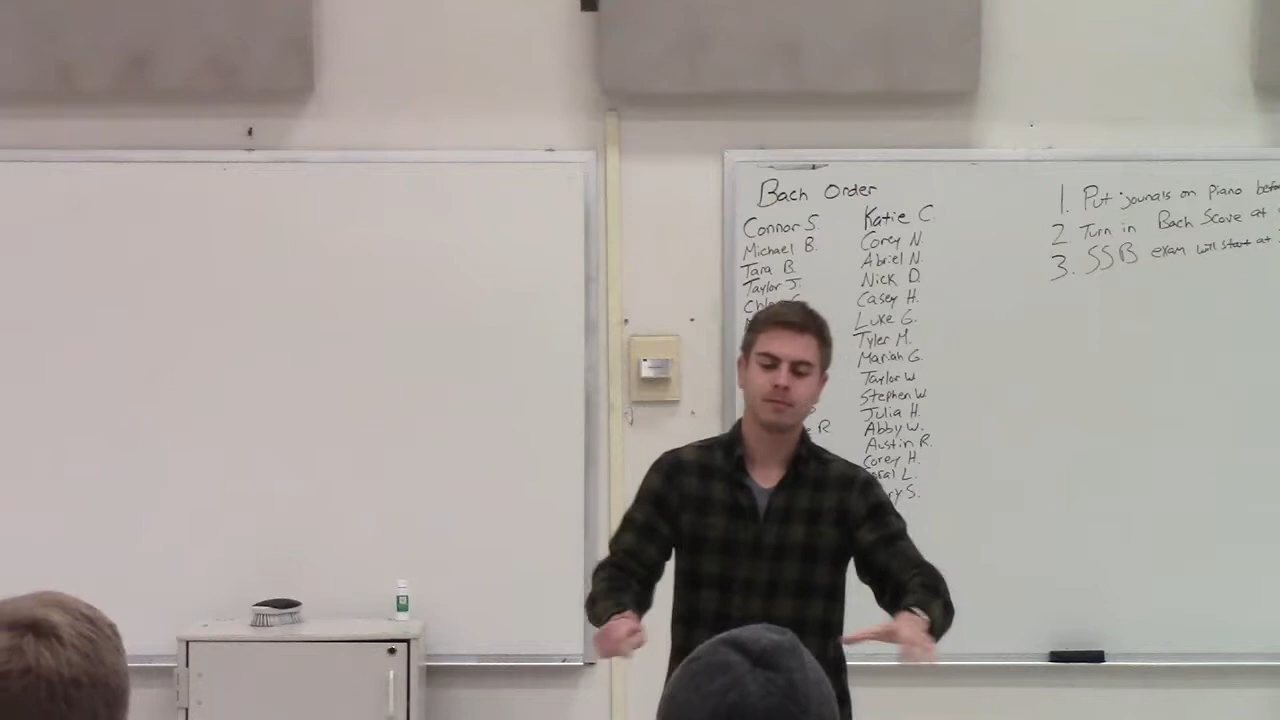 Bach Order
Connor S.
Michael B.
Tara B.
Taylor J.
R
Katie C.
Corey N.
Abriel N.
Nick D.
Casey H.
Luke G.
Tyler M.
Mariah G.
Taylor W
Stephen W
Julia H.
Abby W.
Austin R.
Corey H.
L.
S.
1. Put jounals on piano
2 Turn in Bach Score at
3. SSB exam will start at